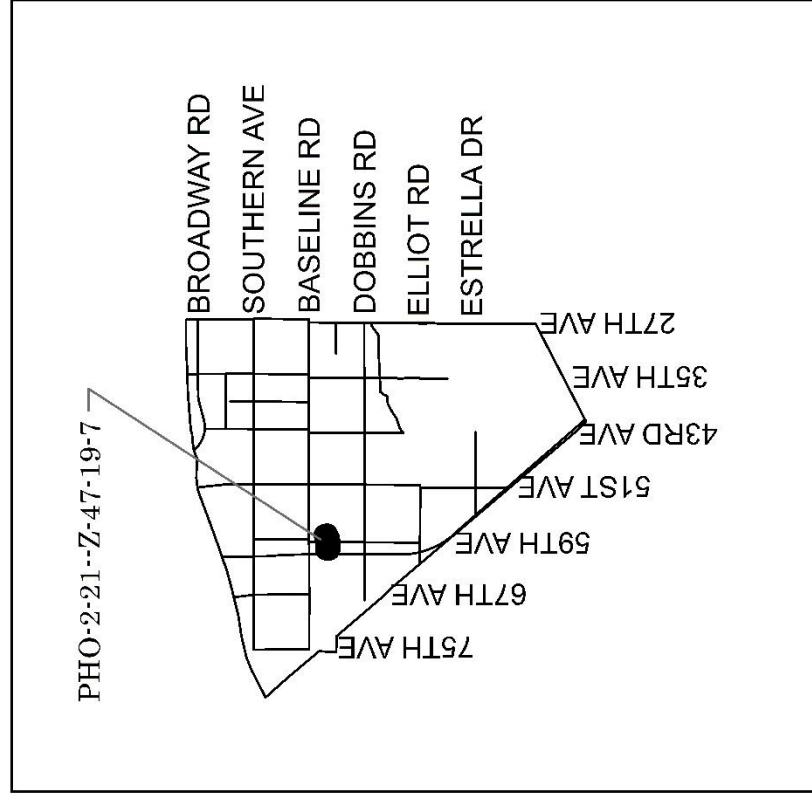 PHO-2-21--Z-47-19-7
BROADWAY RD
SOUTHERN AVE
BASELINE RD
DOBBINS RD
ELLIOT RD
ESTRELLA DR
75TH AVE
67TH AVE
59TH AVE
51ST AVE
43RD AVE
35TH AVE
27TH AVE